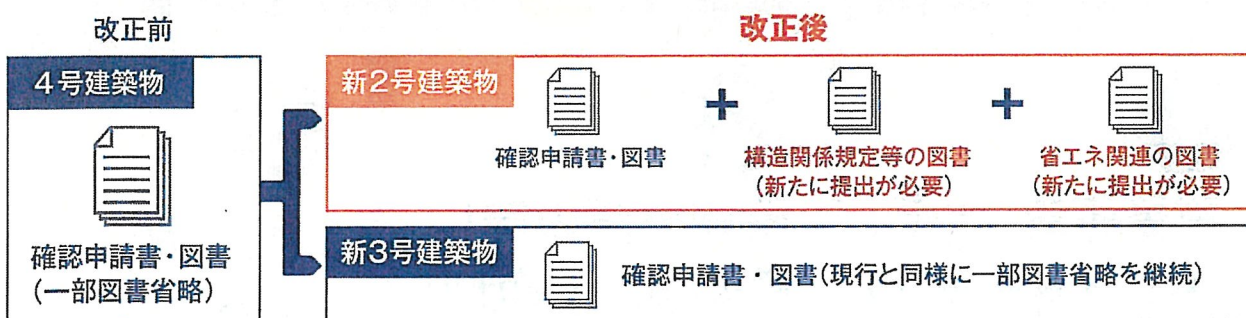 改正前
改正後
4号建築物
確認申請書・図書
(一部図書省略)
新2号建築物
確認申請書・図書
+
構造関係規定等の図書
(新たに提出が必要)
+
省エネ関連の図書
(新たに提出が必要)
新3号建築物
確認申請書・図書(現行と同様に一部図書省略を継続)